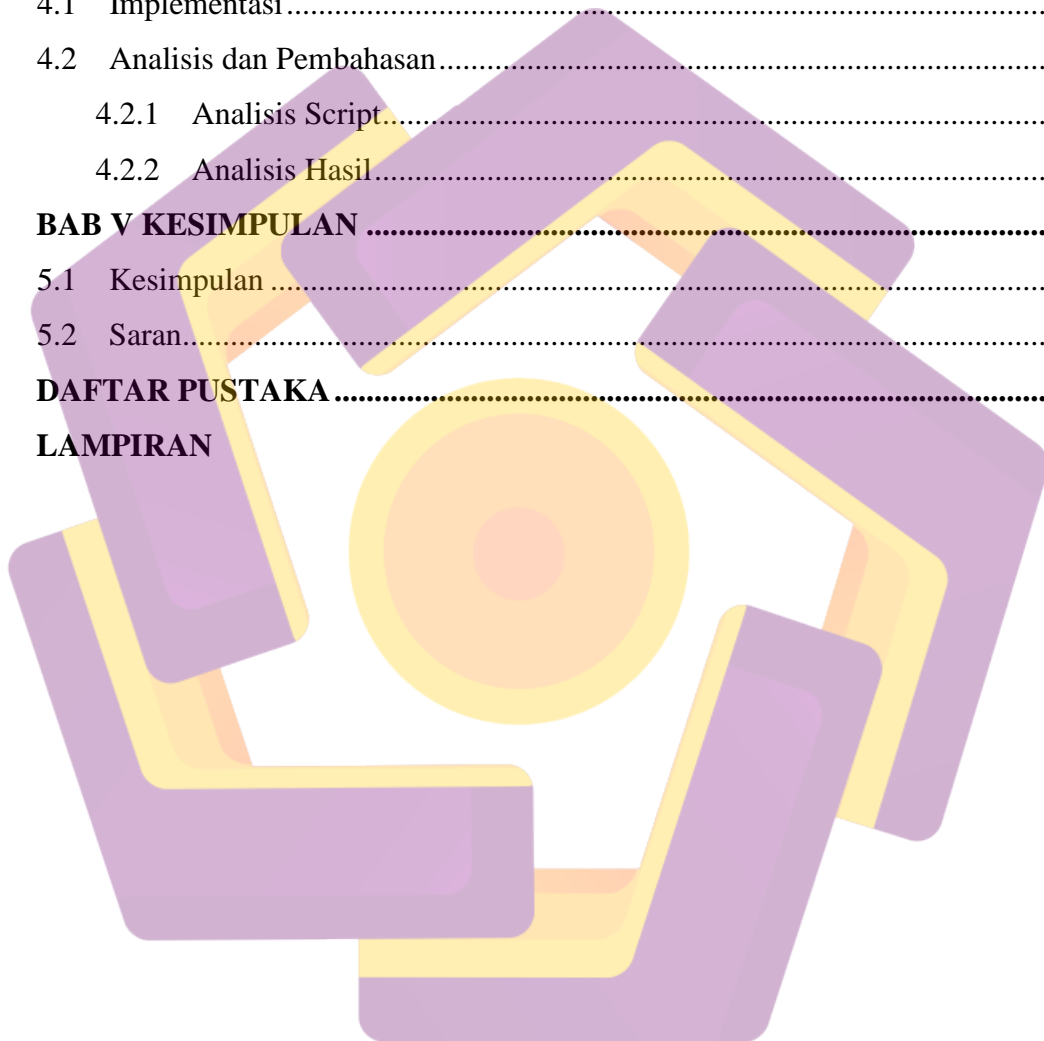 4.1 Implementasi
4.2 Analisis dan Pembahasan
4.2.1 Analisis Script
4.2.2 Analisis Hasil
BAB V KESIMPULAN
5.1 Kesimpulan
5.2 Saran
DAFTAR PUSTAKA
LAMPIRAN